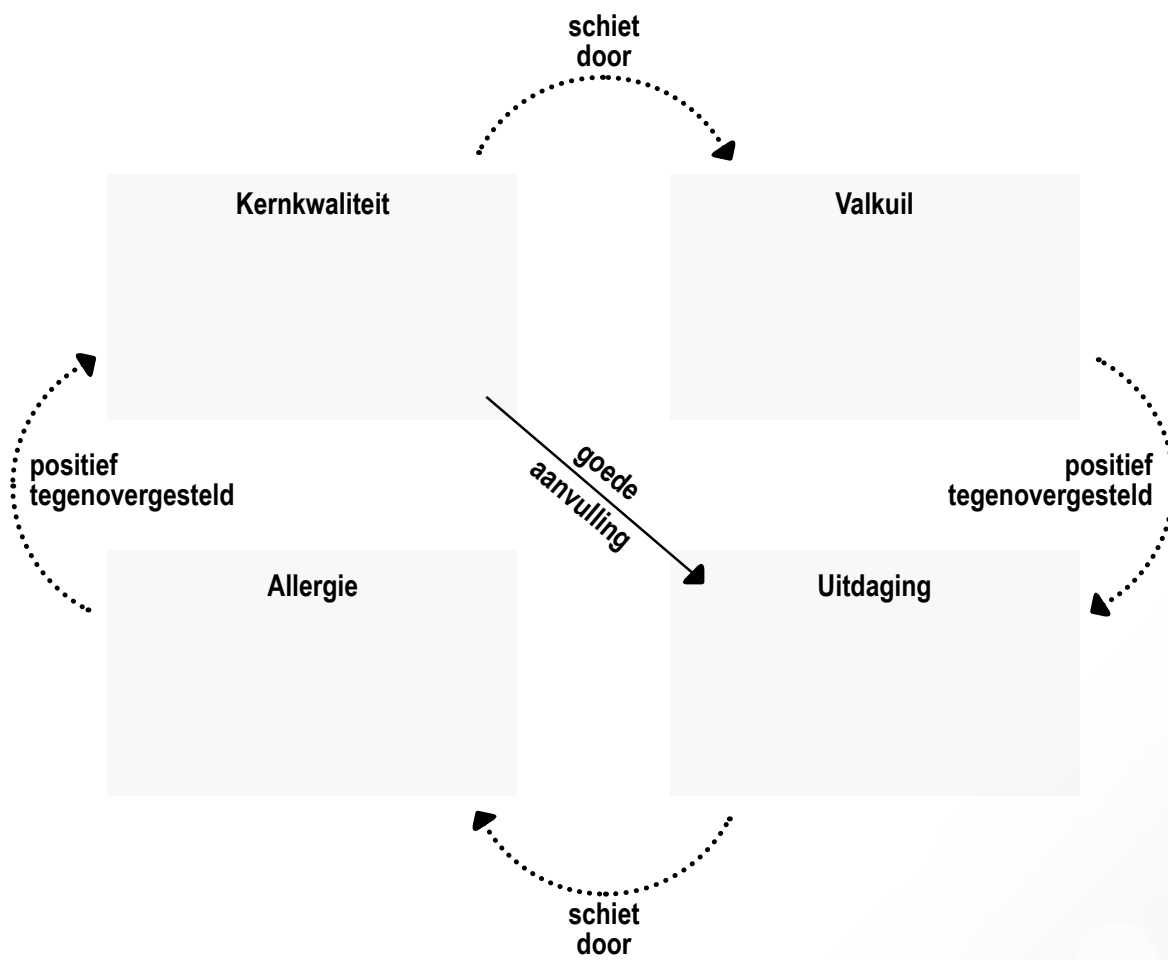 schiet
door
Kernkwaliteit
Valkuil
positief
tegenovergesteld
goede
aanvulling
positief
tegenovergesteld
Allergie
Uitdaging
schiet
door